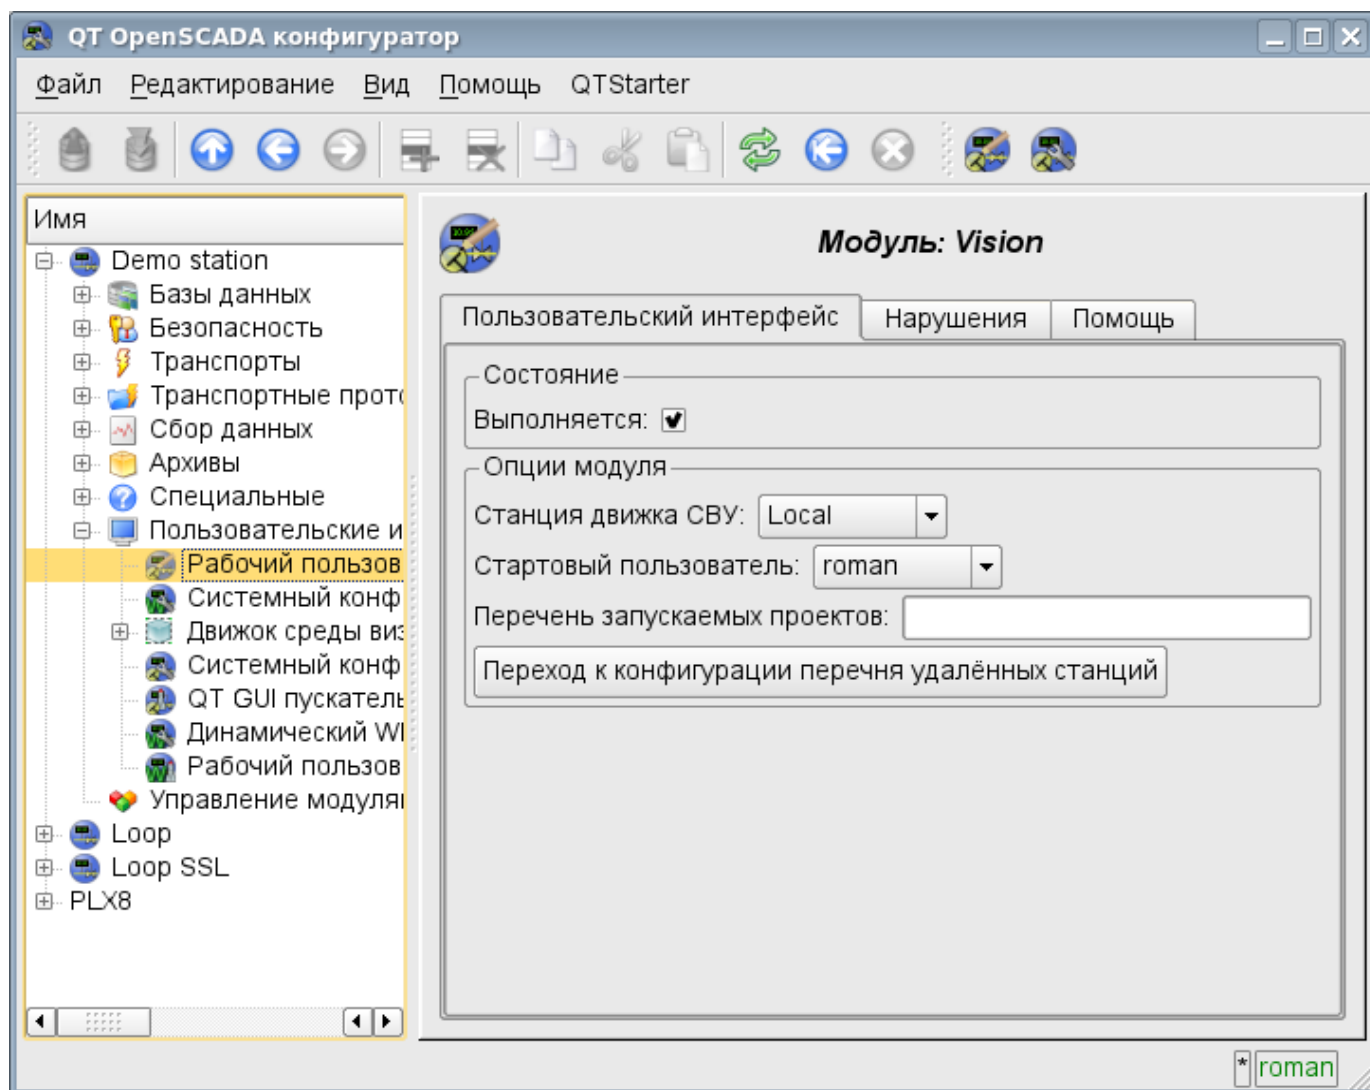 QT OpenSCADA конфигуратор
Файл Редактирование Вид Помощь QTStarter
Имя
Demo station
Базы данных
Безопасность
Транспорты
Транспортные прото
Сбор данных
Архивы
Специальные
Пользовательские и
Рабочий пользов
Системный конф
Движок среды виз
Системный конф
QT GUI пускатель
Динамический WI
Рабочий пользов
Управление модулям
Loop
Loop SSL
PLX8
Модуль: Vision
Пользовательский интерфейс Нарушения Помощь
Состояние
Выполняется:
Опции модуля
Станция движка СВУ: Local
Стартовый пользователь: roman
Перечень запускаемых проектов:
Переход к конфигурации перечня удалённых станций
* roman